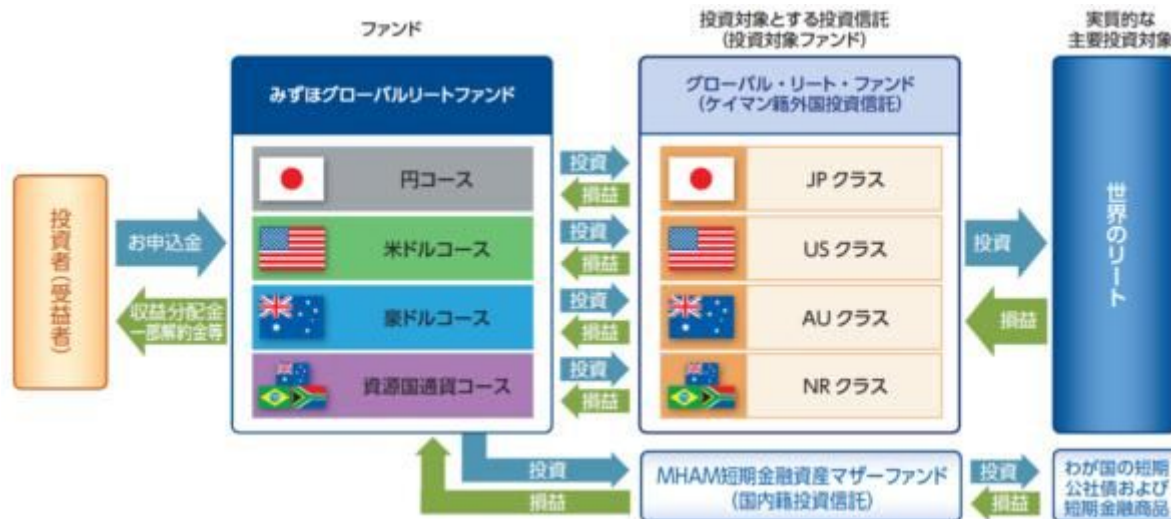 ファンド
投資対象とする投資信託
(投資対象ファンド)
実質的な
主要投資対象
みずほグローバルリートファンド
グローバル・リート・ファンド
(ケイマン籍外国投資信託)
投資者(受益者)
お申込金
収益分配金
一部解約金等
円コース
投資
損益
JP クラス
米ドルコース
投資
損益
US クラス
豪ドルコース
投資
損益
AU クラス
資源国通貨コース
投資
損益
NR クラス
投資
損益
世界のリート
投資
損益
MHAM短期金融資産マザーファンド
(国内籍投資信託)
投資
損益
わが国の短期
公社債および
短期金融商品